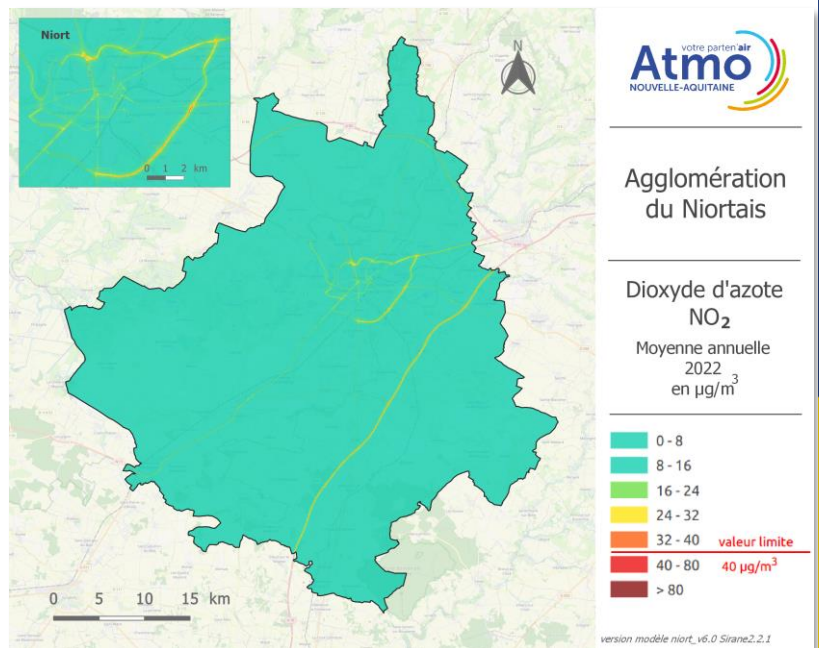 Niort
0 1 2 km
N
0 5 10 15 km
votre parten'air
Atmo
NOUVELLE-AQUITAINE
Agglomération
du Niortais
Dioxyde d'azote
NO₂
Moyenne annuelle
2022
en µg/m³
0 - 8
8 - 16
16 - 24
24 - 32
32 - 40 valeur limite
40 - 80 40 µg/m³
> 80
version modèle niort_v6.0 Sirane2.2.1